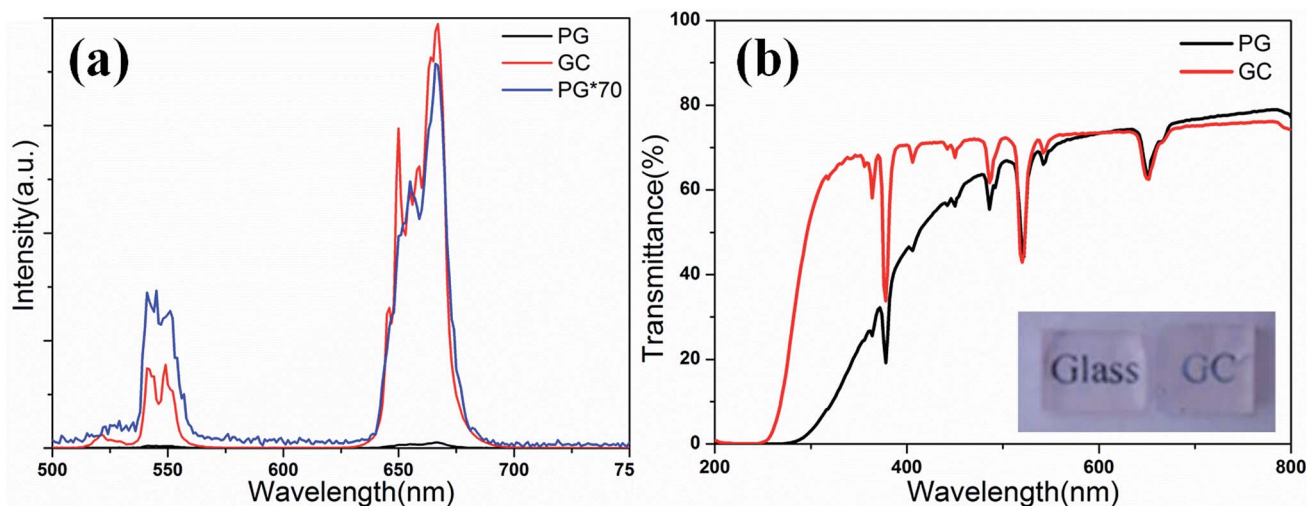 (a)
PG
GC
PG*70
Intensity(a.u.)
500 550 600 650 700 75
Wavelength(nm)
(b)
PG
GC
Transmittance(%)
100
80
60
40
20
0
200 400 600 800
Wavelength(nm)
Glass GC